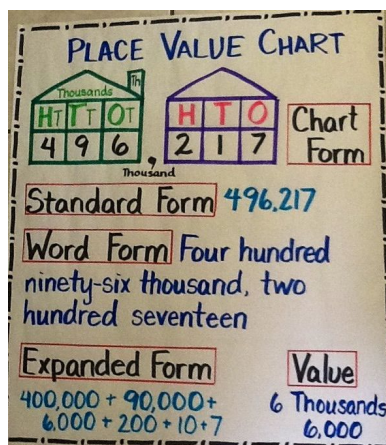 PLACE VALUE CHART
Thousands Th
HT TT OT H T O
4 9 6 , 2 1 7
Thousand
Chart
Form
Standard Form 496,217
Word Form Four hundred
ninety-six thousand, two
hundred seventeen
Expanded Form
400,000 + 90,000 +
6,000 + 200 + 10 + 7
Value
6 Thousands
6,000